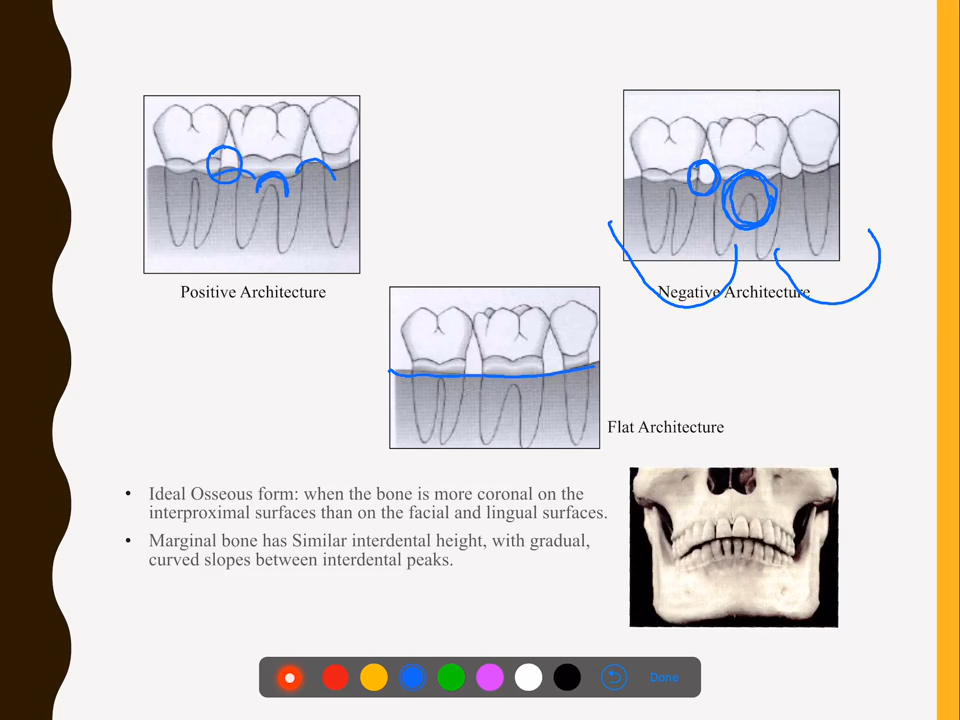 Positive Architecture
Negative Architecture
Flat Architecture
• Ideal Osseous form: when the bone is more coronal on the
interproximal surfaces than on the facial and lingual surfaces.
• Marginal bone has Similar interdental height, with gradual,
curved slopes between interdental peaks.
Done